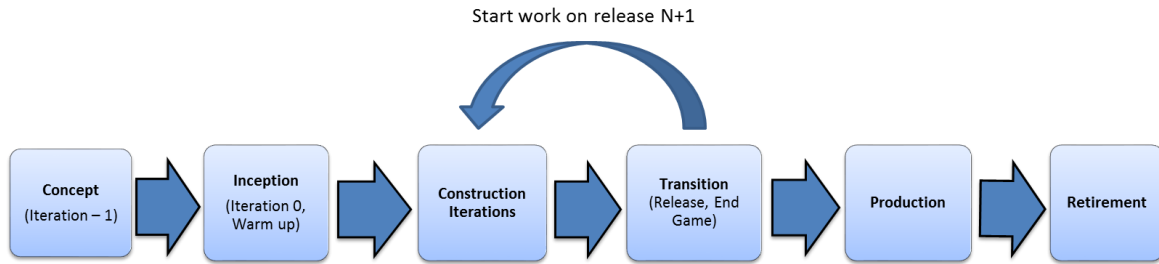 Start work on release N+1
Concept
(Iteration – 1)
Inception
(Iteration 0,
Warm up)
Construction
Iterations
Transition
(Release, End
Game)
Production
Retirement